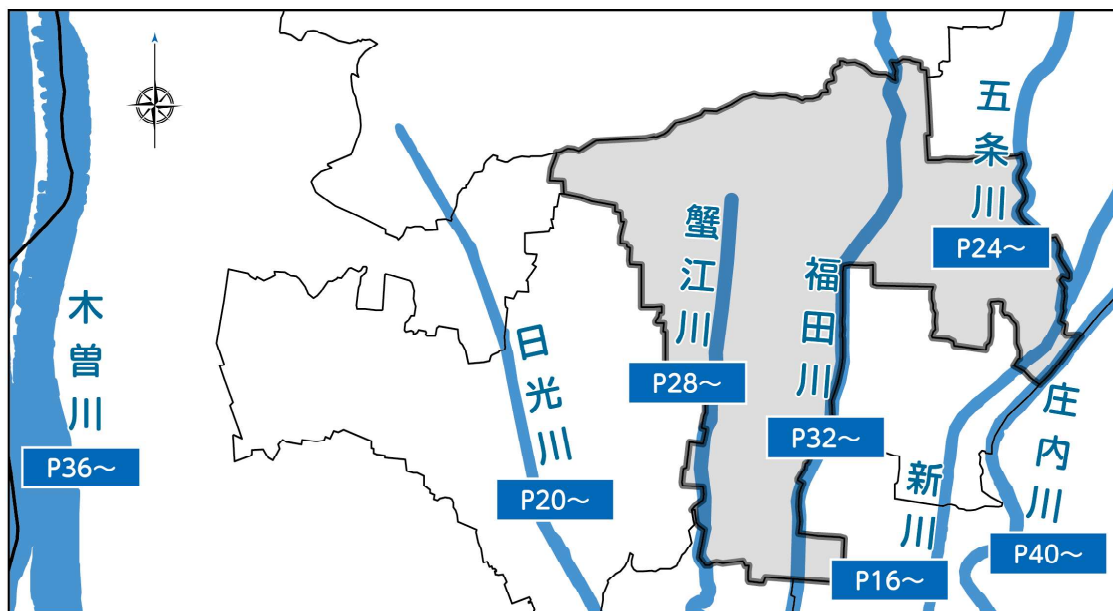 木曽川
P36～
日光川
P20～
蟹江川
P28～
福田川
P32～
五条川
P24～
新川
P16～
庄内川
P40～